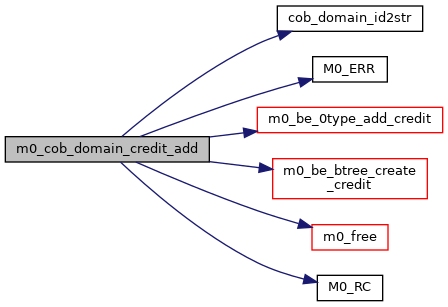 cob_domain_id2str
M0_ERR
m0_be_0type_add_credit
m0_cob_domain_credit_add
m0_be_btree_create
_credit
m0_free
M0_RC